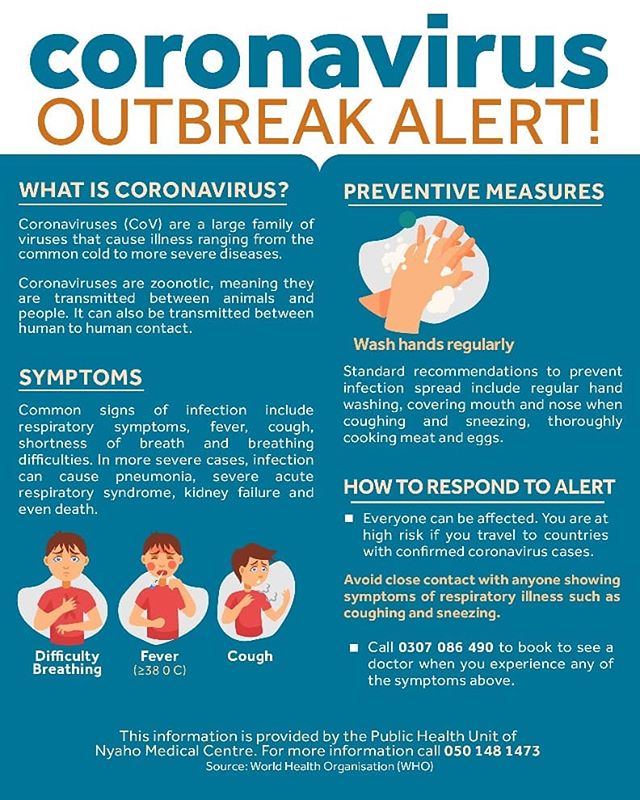 coronavirus
OUTBREAK ALERT!
WHAT IS CORONAVIRUS?
Coronaviruses (CoV) are a large family of
viruses that cause illness ranging from the
common cold to more severe diseases.
Coronaviruses are zoonotic, meaning they
are transmitted between animals and
people. It can also be transmitted between
human to human contact.
SYMPTOMS
Common signs of infection include
respiratory symptoms, fever, cough,
shortness of breath and breathing
difficulties. In more severe cases, infection
can cause pneumonia, severe acute
respiratory syndrome, kidney failure and
even death.
Difficulty
Breathing
Fever
(≥38 0 C)
Cough
PREVENTIVE MEASURES
Wash hands regularly
Standard recommendations to prevent
infection spread include regular hand
washing, covering mouth and nose when
coughing and sneezing, thoroughly
cooking meat and eggs.
HOW TO RESPOND TO ALERT
▪ Everyone can be affected. You are at
high risk if you travel to countries
with confirmed coronavirus cases.
Avoid close contact with anyone showing
symptoms of respiratory illness such as
coughing and sneezing.
▪ Call 0307 086 490 to book to see a
doctor when you experience any of
the symptoms above.
This information is provided by the Public Health Unit of
Nyaho Medical Centre. For more information call 050 148 1473
Source: World Health Organisation (WHO)